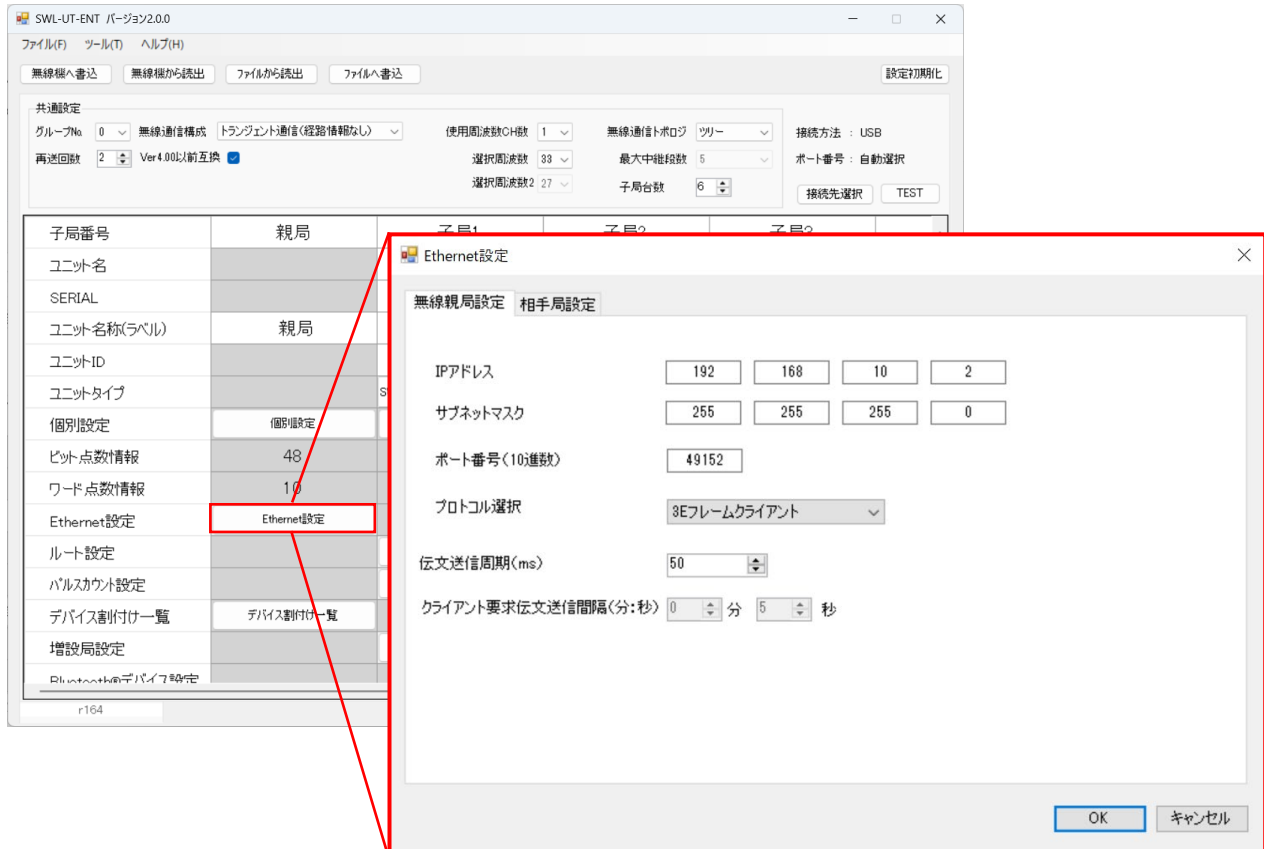 SWL-UT-ENT バージョン2.0.0
ファイル(F) ツール(T) ヘルプ(H)
無線機へ書込 無線機から読出 ファイルから読出 ファイルへ書込 設定初期化
共通設定
グループNo. 0 無線通信構成 トランジェント通信(経路情報なし) 使用周波数CH数 1 無線通信トポロジ ツリー 接続方法 : USB
再送回数 2 Ver4.00以前互換 選択周波数 33 最大中継段数 5 ポート番号 : 自動選択
選択周波数2 27 子局台数 6 接続先選択 TEST
子局番号 親局 子局1 子局2 子局3
ユニット名
SERIAL
ユニット名称(ラベル) 親局
ユニットID
ユニットタイプ
個別設定 個別設定
ビット点数情報 48
ワード点数情報 10
Ethernet設定 Ethernet設定
ルート設定
パルスカウント設定
デバイス割付け一覧 デバイス割付け一覧
増設局設定
Bluetooth®デバイス設定
r164
Ethernet設定
無線親局設定 相手局設定
IPアドレス 192 168 10 2
サブネットマスク 255 255 255 0
ポート番号(10進数) 49152
プロトコル選択 3Eフレームクライアント
伝文送信周期(ms) 50
クライアント要求伝文送信間隔(分:秒) 0 分 5 秒
OK キャンセル